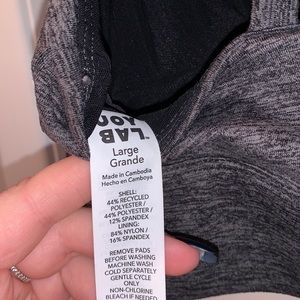 LAB
Large
Grande
Made in Cambodia
Hecho en Camboya
SHELL:
44% RECYCLED
POLYESTER /
44% POLYESTER /
12% SPANDEX
LINING:
84% NYLON /
16% SPANDEX
REMOVE PADS
BEFORE WASHING
MACHINE WASH
COLD SEPARATELY
GENTLE CYCLE
ONLY
NON-CHLORINE
BLEACH IF NEEDED